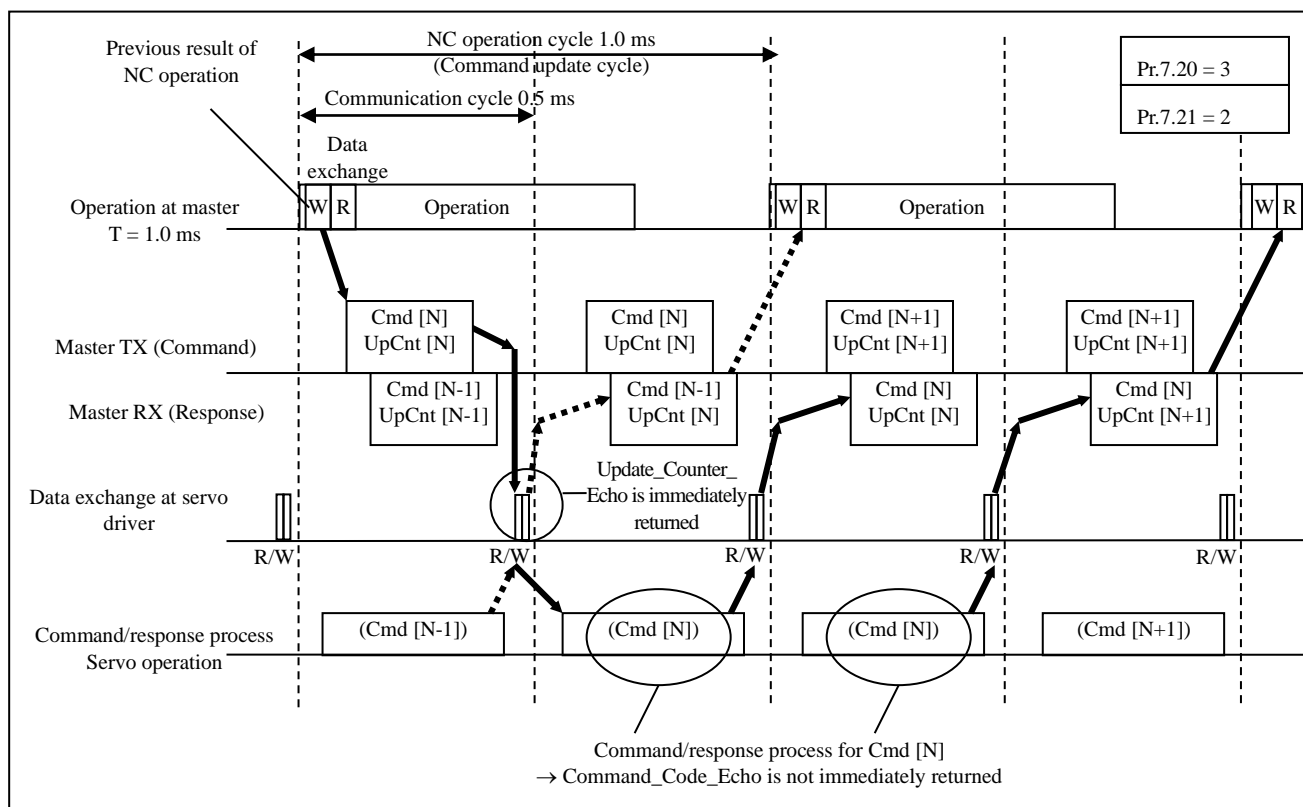 Previous result of
NC operation
NC operation cycle 1.0 ms
(Command update cycle)
Communication cycle 0.5 ms
Pr.7.20 = 3
Pr.7.21 = 2
Data
exchange
Operation at master
T = 1.0 ms
W R Operation
W R Operation
W R
Master TX (Command)
Cmd [N]
UpCnt [N]
Cmd [N]
UpCnt [N]
Cmd [N+1]
UpCnt [N+1]
Cmd [N+1]
UpCnt [N+1]
Master RX (Response)
Cmd [N-1]
UpCnt [N-1]
Cmd [N-1]
UpCnt [N]
Cmd [N]
UpCnt [N]
Cmd [N]
UpCnt [N+1]
Data exchange at servo
driver
Update_Counter_
Echo is immediately
returned
R/W
R/W
R/W
R/W
R/W
Command/response process
Servo operation
(Cmd [N-1])
(Cmd [N])
(Cmd [N])
(Cmd [N+1])
Command/response process for Cmd [N]
→ Command_Code_Echo is not immediately returned